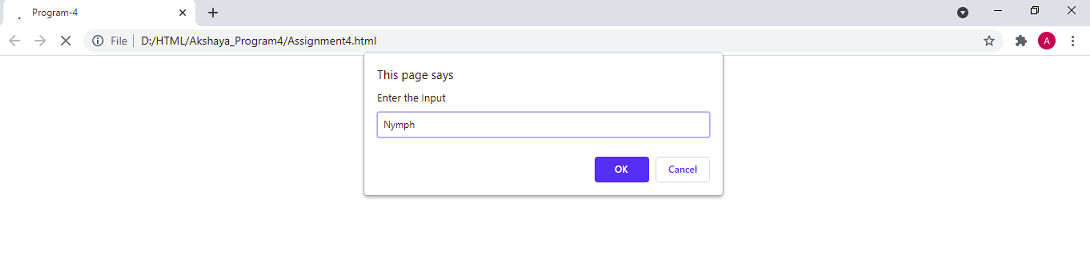 Program-4
File
D:/HTML/Akshaya_Program4/Assignment4.html
A
This page says
Enter the Input
Nymph
OK
Cancel